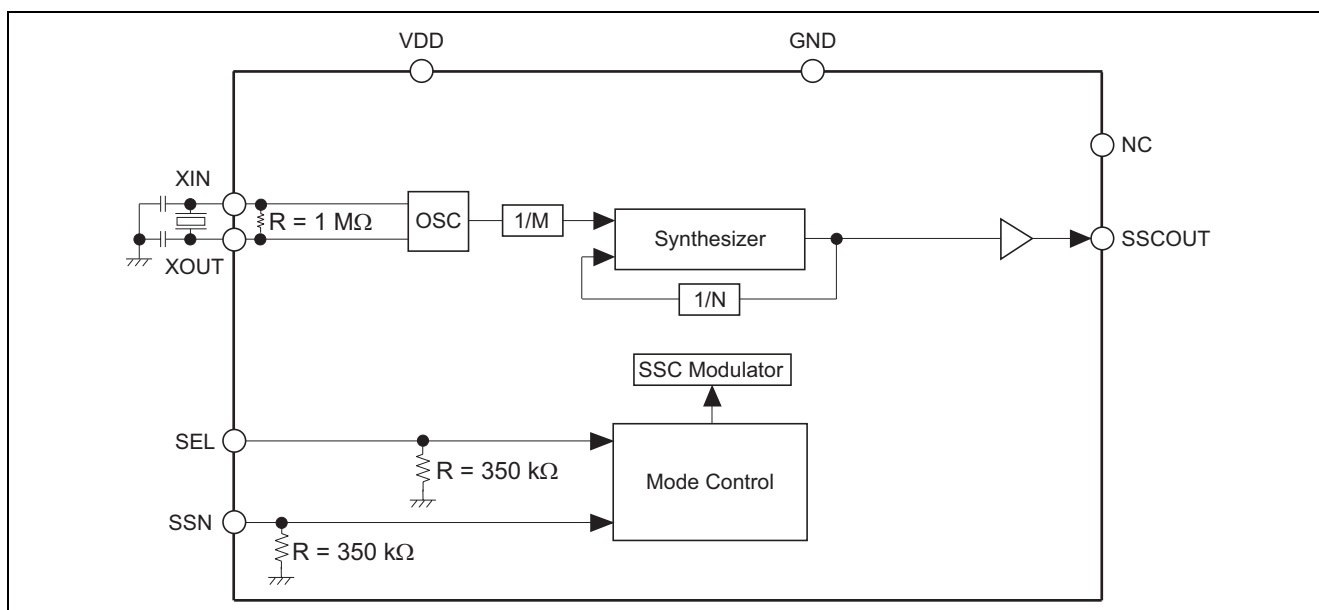 VDD
GND
NC
XIN
R = 1 MΩ
OSC
1/M
Synthesizer
SSCOUT
XOUT
1/N
SSC Modulator
SEL
R = 350 kΩ
Mode Control
SSN
R = 350 kΩ